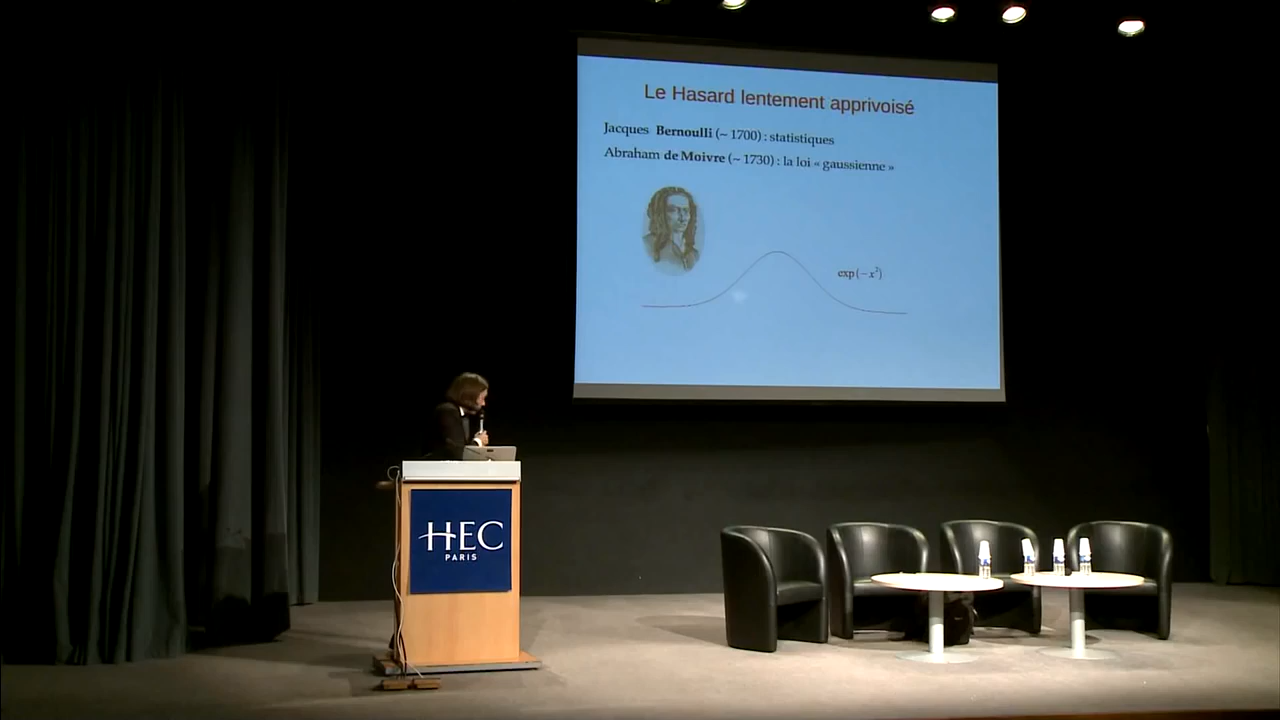 Le Hasard lentement apprivoisé
Jacques Bernoulli (~ 1700) : statistiques
Abraham de Moivre (~ 1730) : la loi « gaussienne »
exp(−x²)
HEC
PARIS